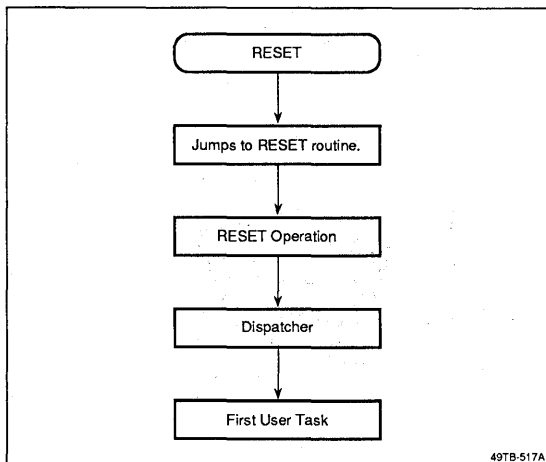 RESET
Jumps to RESET routine.
RESET Operation
Dispatcher
First User Task
49TB-517A